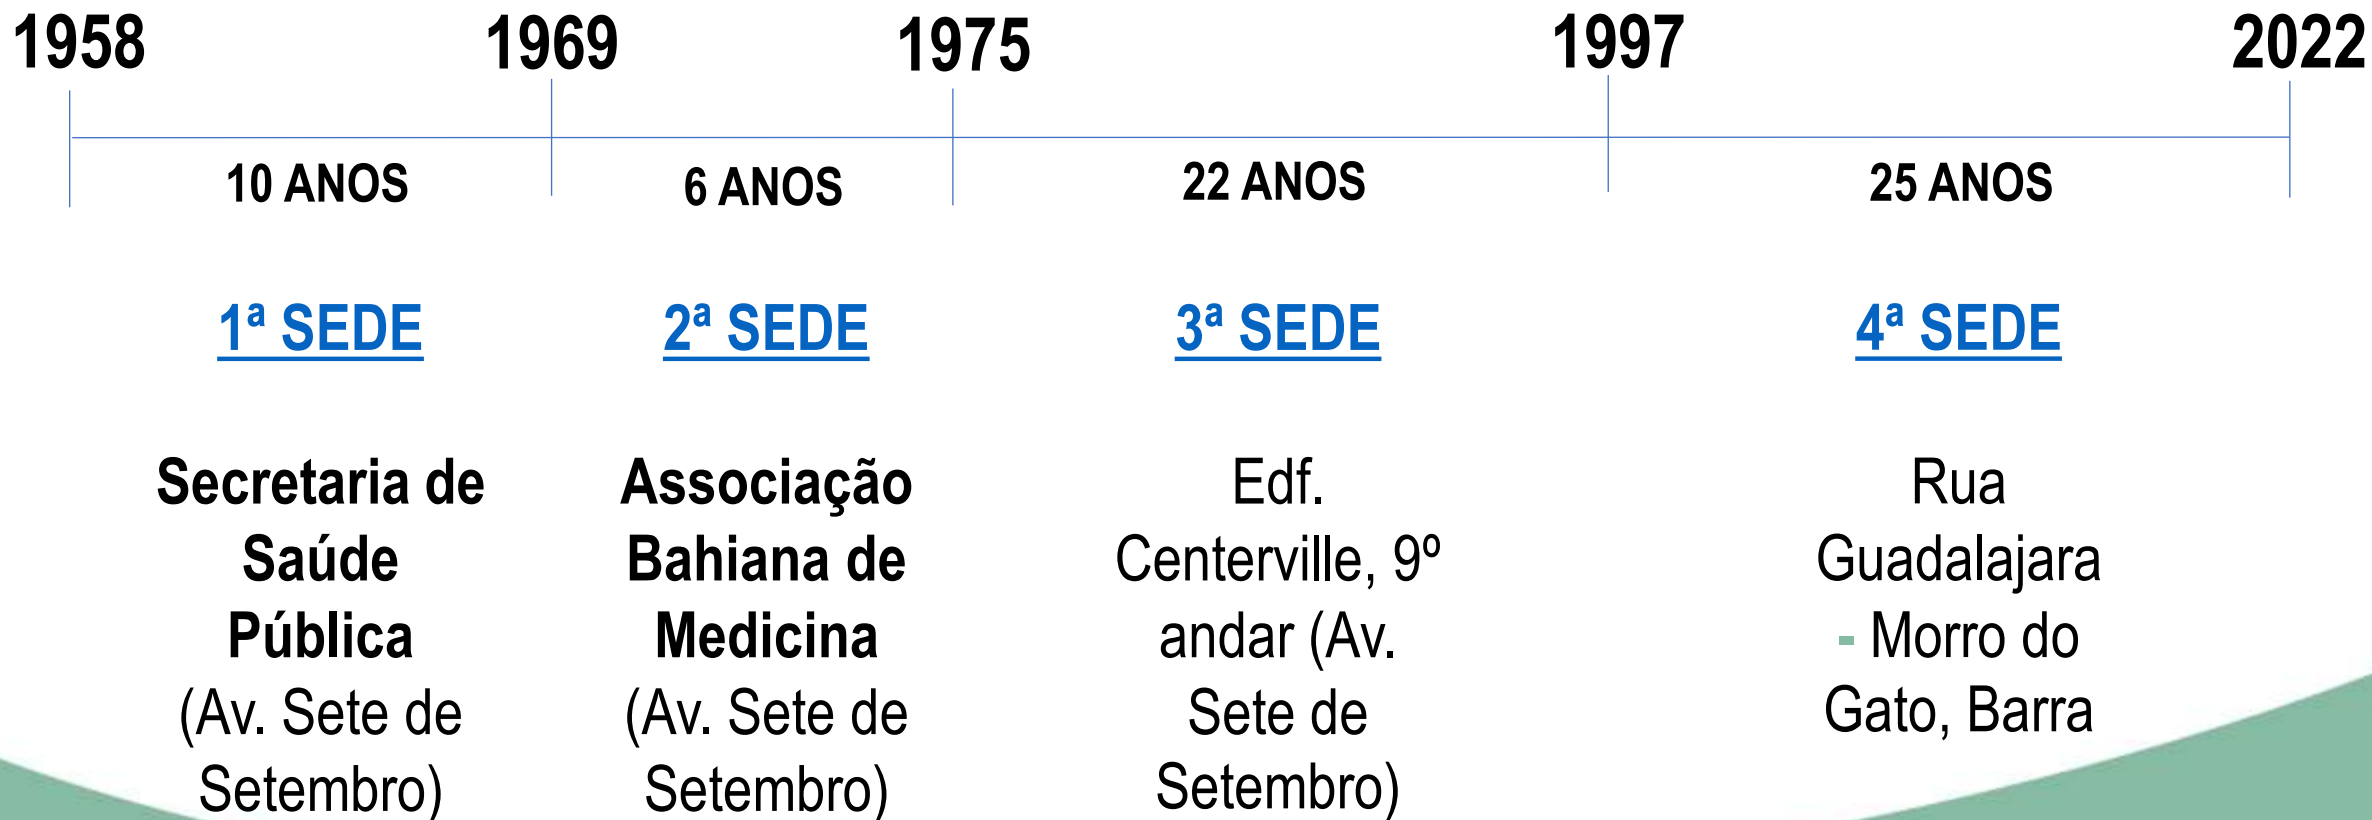 1958
1969
1975
1997
2022
10 ANOS
6 ANOS
22 ANOS
25 ANOS
1ª SEDE
2ª SEDE
3ª SEDE
4ª SEDE
Secretaria de
Saúde
Pública
(Av. Sete de
Setembro)
Associação
Bahiana de
Medicina
(Av. Sete de
Setembro)
Edf.
Centerville, 9º
andar (Av.
Sete de
Setembro)
Rua
Guadalajara
- Morro do
Gato, Barra